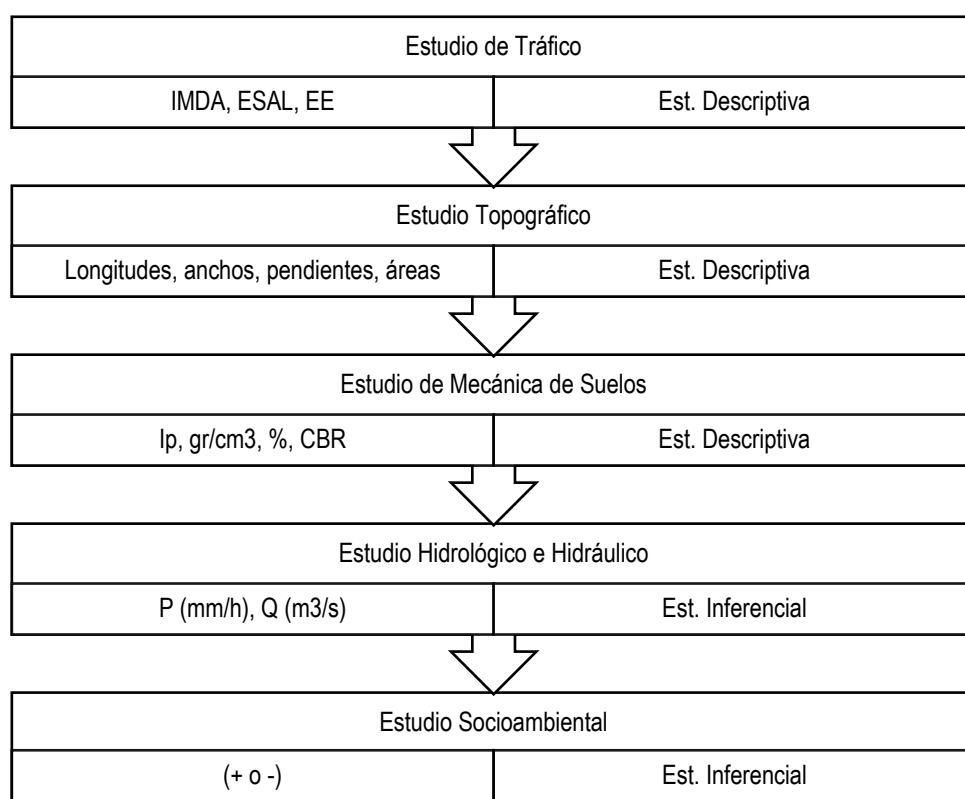 Estudio de Tráfico
IMDA, ESAL, EE
Est. Descriptiva
Estudio Topográfico
Longitudes, anchos, pendientes, áreas
Est. Descriptiva
Estudio de Mecánica de Suelos
Ip, gr/cm3, %, CBR
Est. Descriptiva
Estudio Hidrológico e Hidráulico
P (mm/h), Q (m3/s)
Est. Inferencial
Estudio Socioambiental
(+ o -)
Est. Inferencial